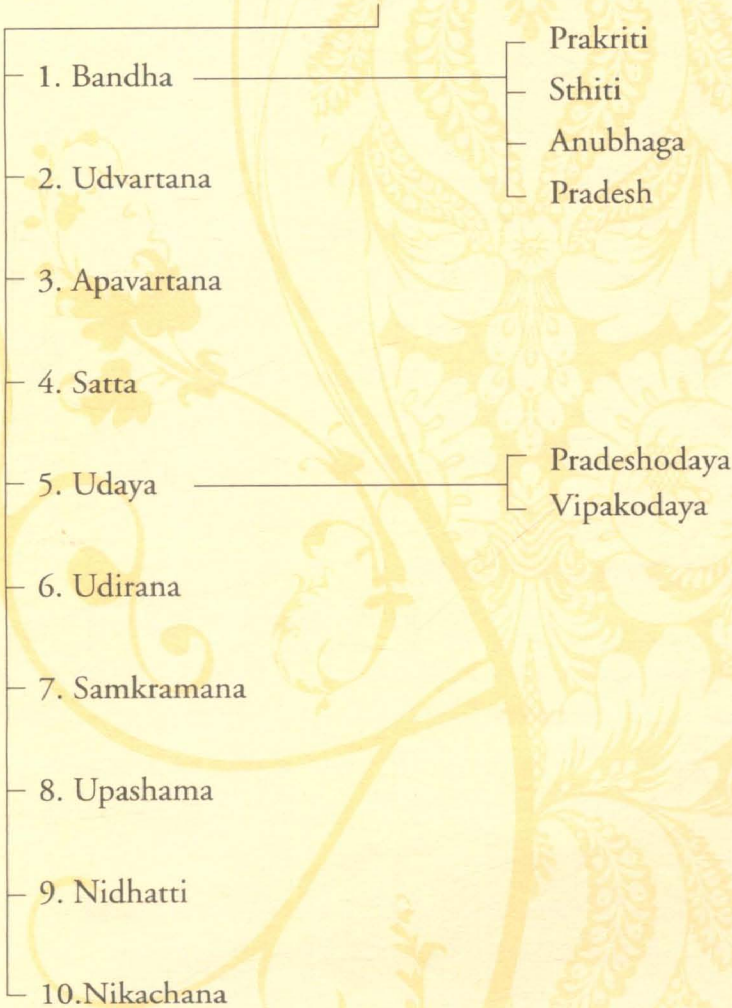 1. Bandha
Prakriti
Sthiti
Anubhaga
Pradesh
2. Udvartana
3. Apavartana
4. Satta
5. Udaya
Pradeshodaya
Vipakodaya
6. Udirana
7. Samkramana
8. Upashama
9. Nidhatti
10.Nikachana